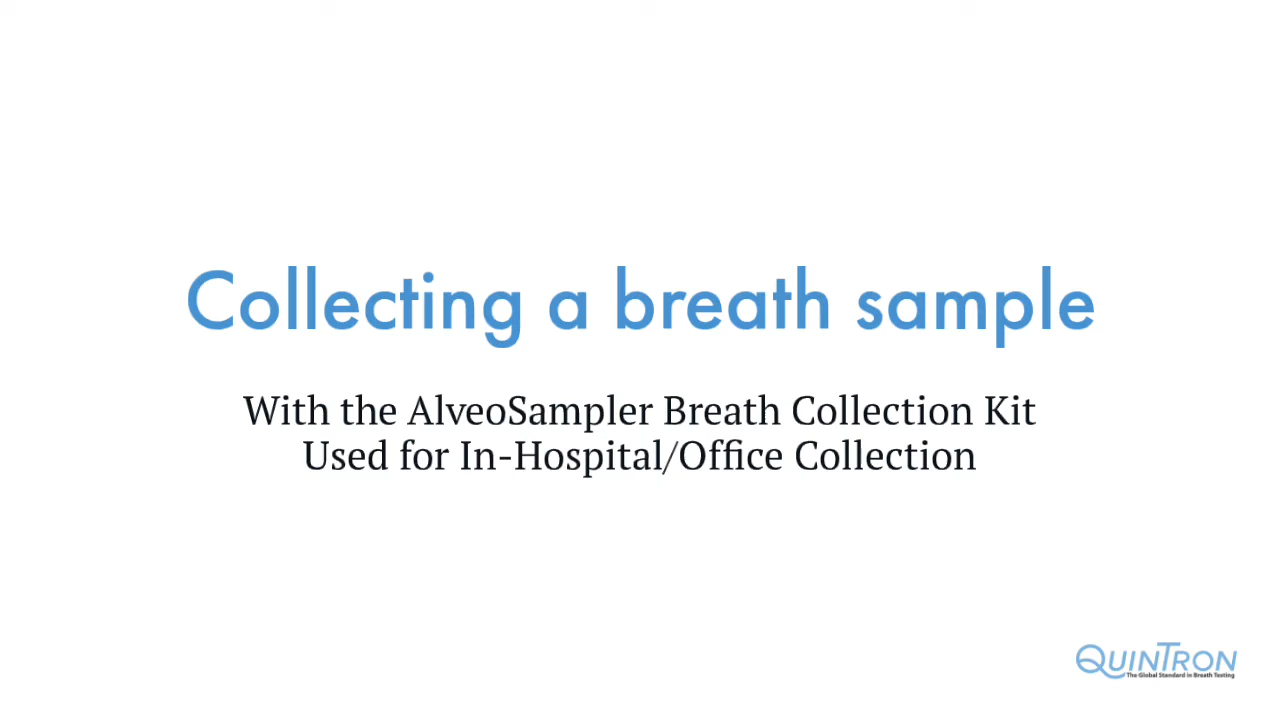 Collecting a breath sample
With the AlveoSampler Breath Collection Kit
Used for In-Hospital/Office Collection
QUINTRON
The Global Standard in Breath Testing